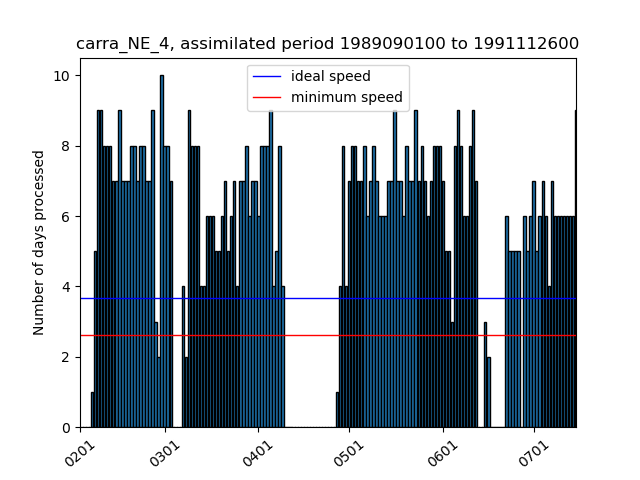 carra_NE_4, assimilated period 1989090100 to 1991112600
ideal speed
minimum speed
Number of days processed
10
8
6
4
2
0
0201 0301 0401 0501 0601 0701